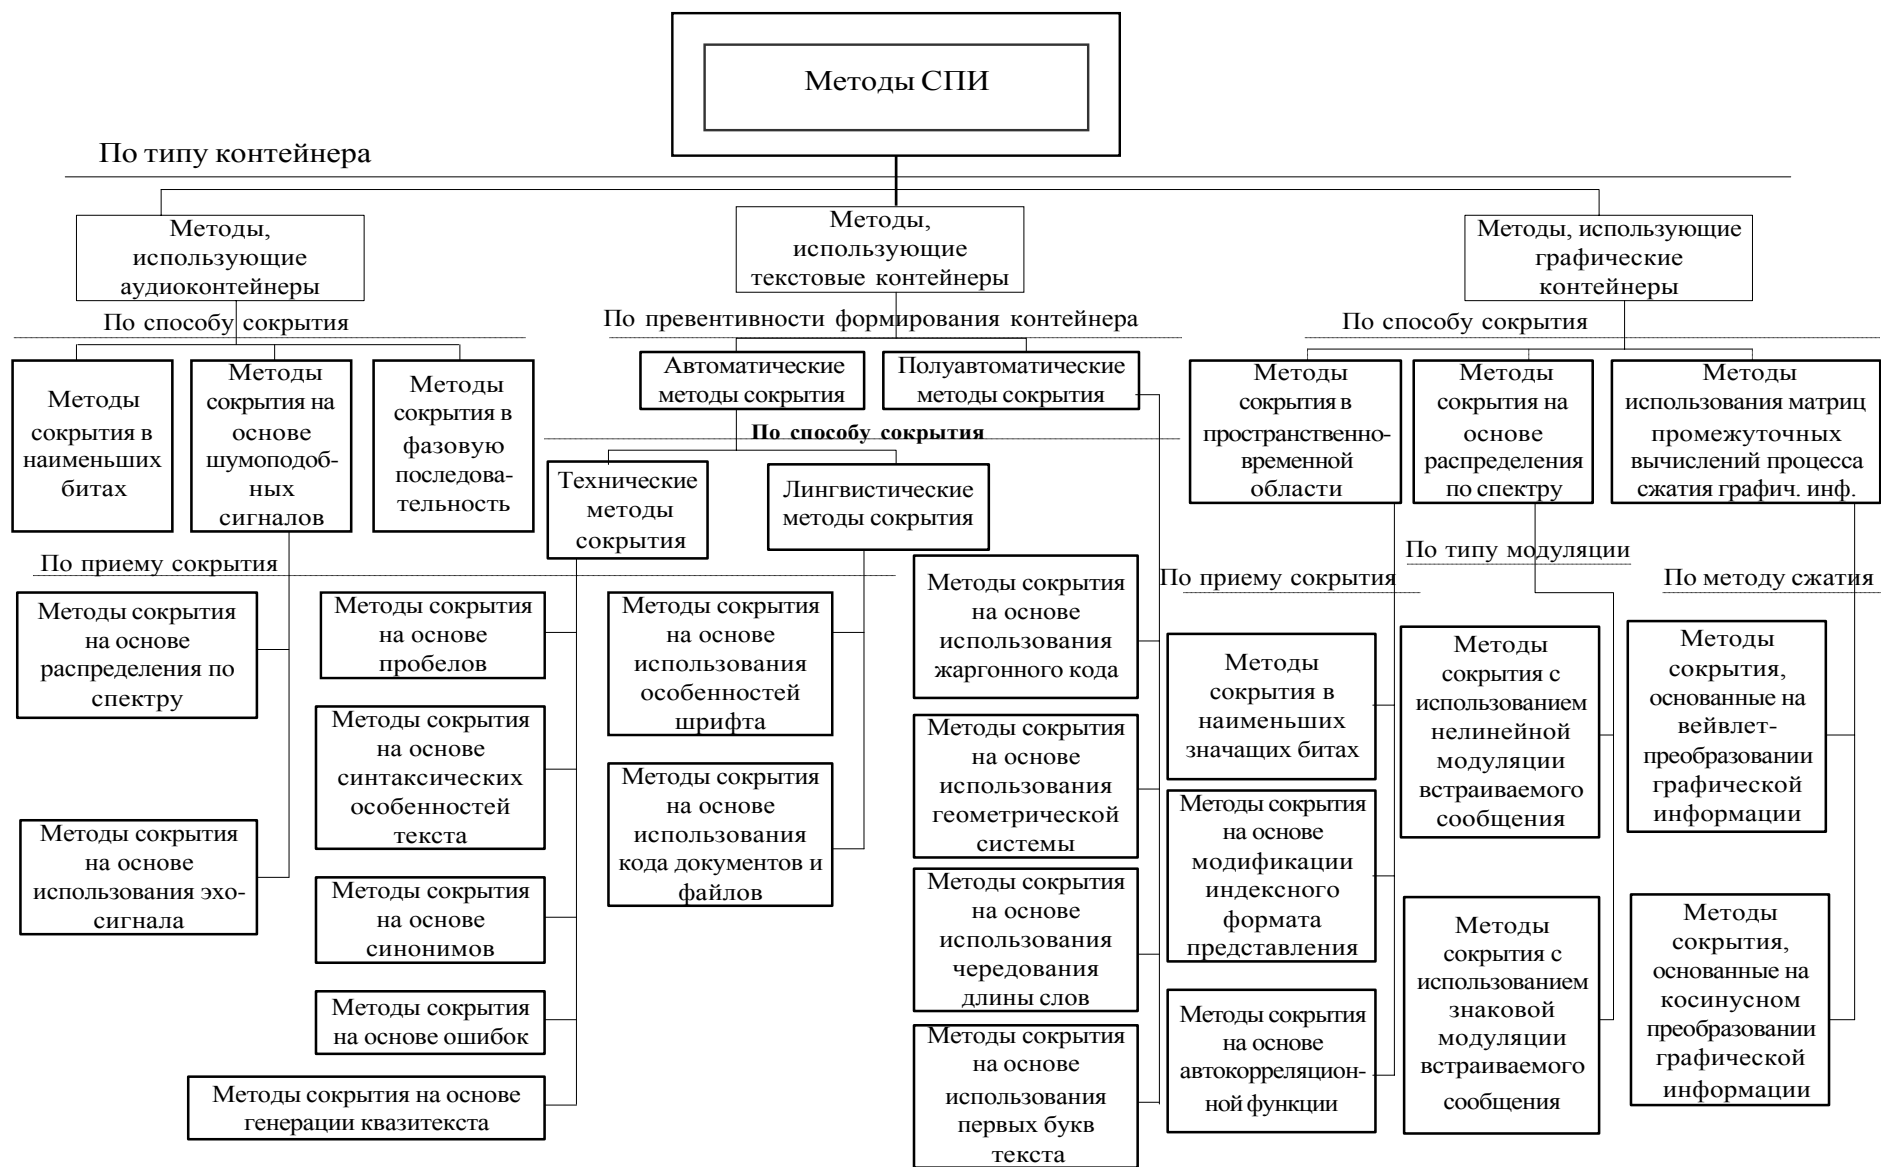 Методы СПИ
По типу контейнера
Методы,
использующие
аудиоконтейнеры
Методы,
использующие
текстовые контейнеры
Методы, использующие
графические
контейнеры
По способу сокрытия
По превентивности формирования контейнера
По способу сокрытия
Методы
сокрытия в
наименьших
битах
Методы
сокрытия на
основе
шумоподоб-
ных
сигналов
Методы
сокрытия в
фазовую
последова-
тельность
Автоматические
методы сокрытия
Полуавтоматические
методы сокрытия
Методы
сокрытия в
пространственно-
временной
области
Методы
сокрытия на
основе
распределения
по спектру
Методы
использования матриц
промежуточных
вычислений процесса
сжатия графич. инф.
По способу сокрытия
Технические
методы
сокрытия
Лингвистические
методы сокрытия
По приему сокрытия
По типу модуляции
По приему сокрытия
По методу сжатия
Методы сокрытия
на основе
распределения по
спектру
Методы сокрытия
на основе
использования эхо-
сигнала
Методы сокрытия
на основе
пробелов
Методы сокрытия
на основе
синтаксических
особенностей
текста
Методы сокрытия
на основе
синонимов
Методы сокрытия
на основе ошибок
Методы сокрытия на основе
генерации квазитекста
Методы сокрытия
на основе
использования
особенностей
шрифта
Методы сокрытия
на основе
использования
кода документов и
файлов
Методы сокрытия
на основе
использования
жаргонного кода
Методы сокрытия
на основе
использования
геометрической
системы
Методы сокрытия
на основе
использования
чередования
длины слов
Методы сокрытия
на основе
использования
первых букв
текста
Методы
сокрытия в
наименьших
значащих битах
Методы сокрытия
на основе
модификации
индексного
формата
представления
Методы сокрытия
на основе
автокорреляцион-
ной функции
Методы
сокрытия с
использованием
нелинейной
модуляции
встраиваемого
сообщения
Методы
сокрытия с
использованием
знаковой
модуляции
встраиваемого
сообщения
Методы
сокрытия,
основанные на
вейвлет-
преобразовании
графической
информации
Методы
сокрытия,
основанные на
косинусном
преобразовании
графической
информации